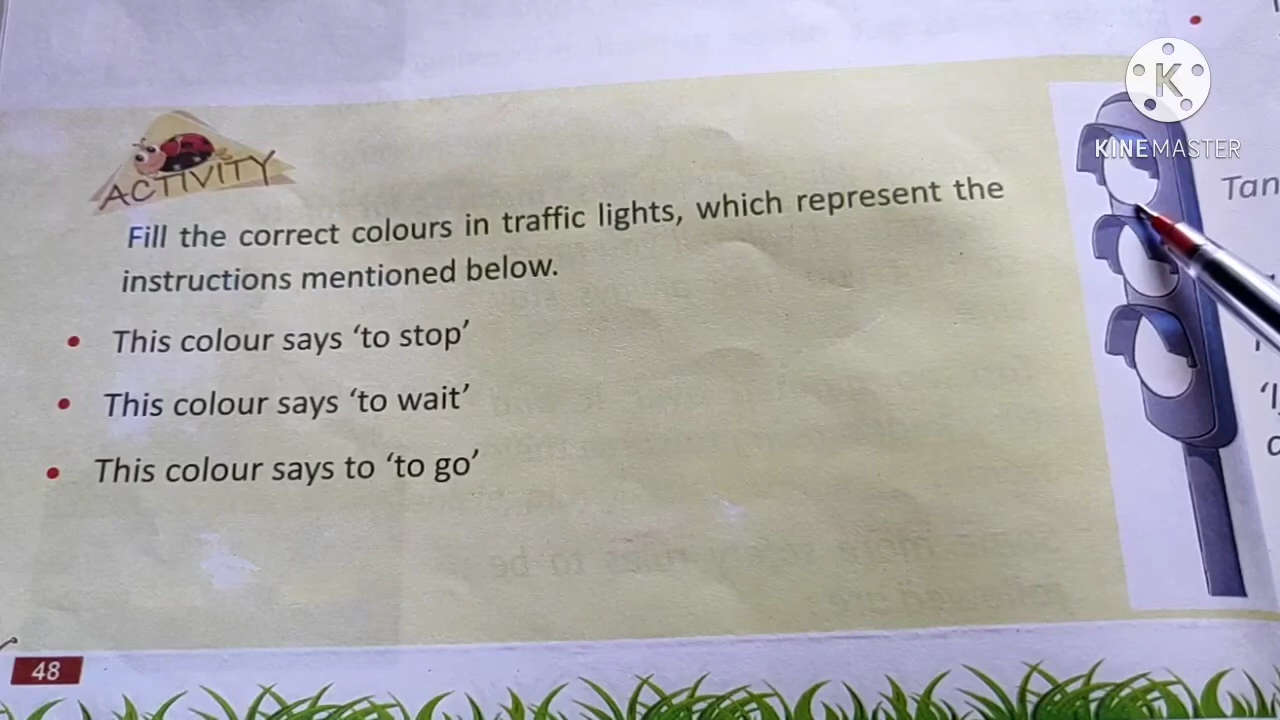 K
KINEMASTER
ACTIVITY
Fill the correct colours in traffic lights, which represent the
instructions mentioned below.
• This colour says ‘to stop’
• This colour says ‘to wait’
• This colour says to ‘to go’
Tan
48